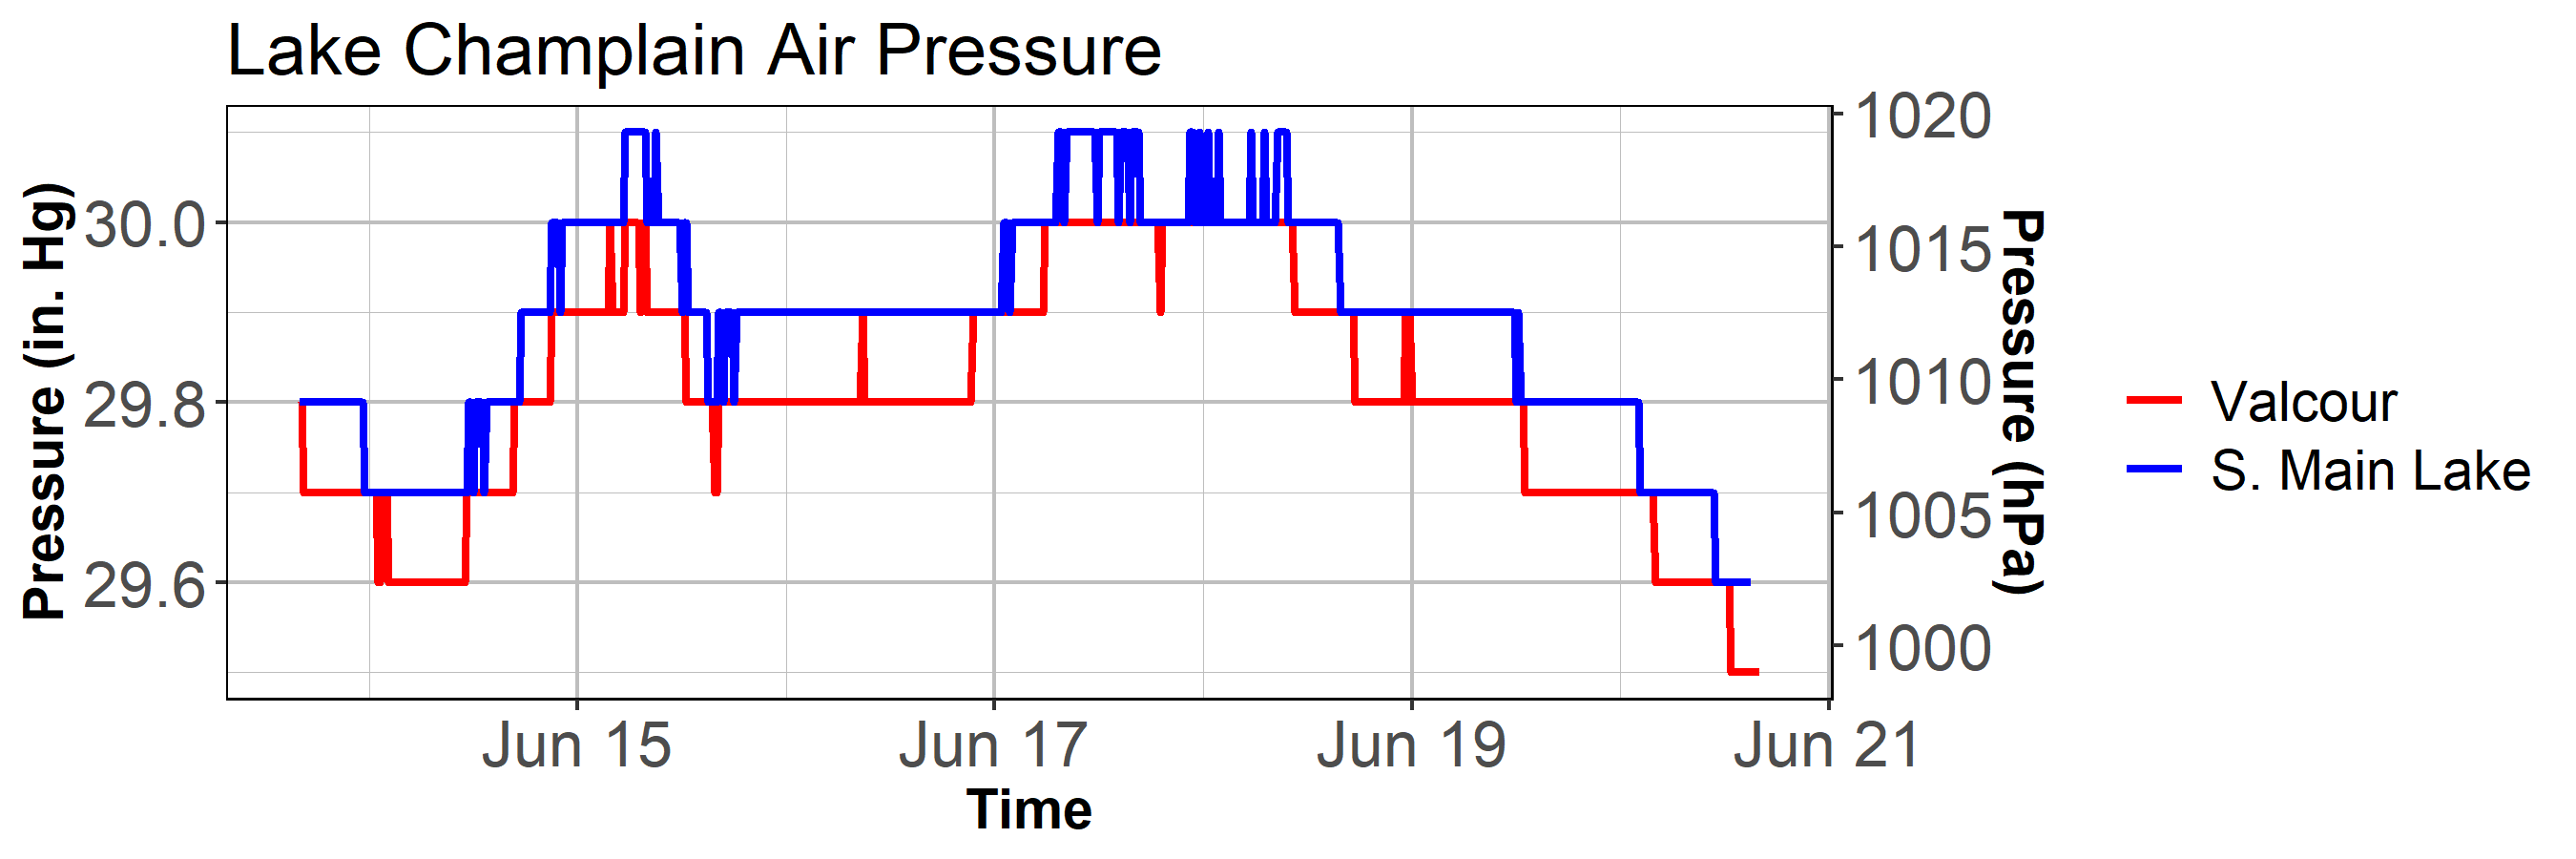 Lake Champlain Air Pressure
Pressure (in. Hg)
30.0
29.8
29.6
1020
1015
1010
1005
1000
Pressure (hPa)
Valcour
S. Main Lake
Jun 15
Jun 17
Jun 19
Jun 21
Time